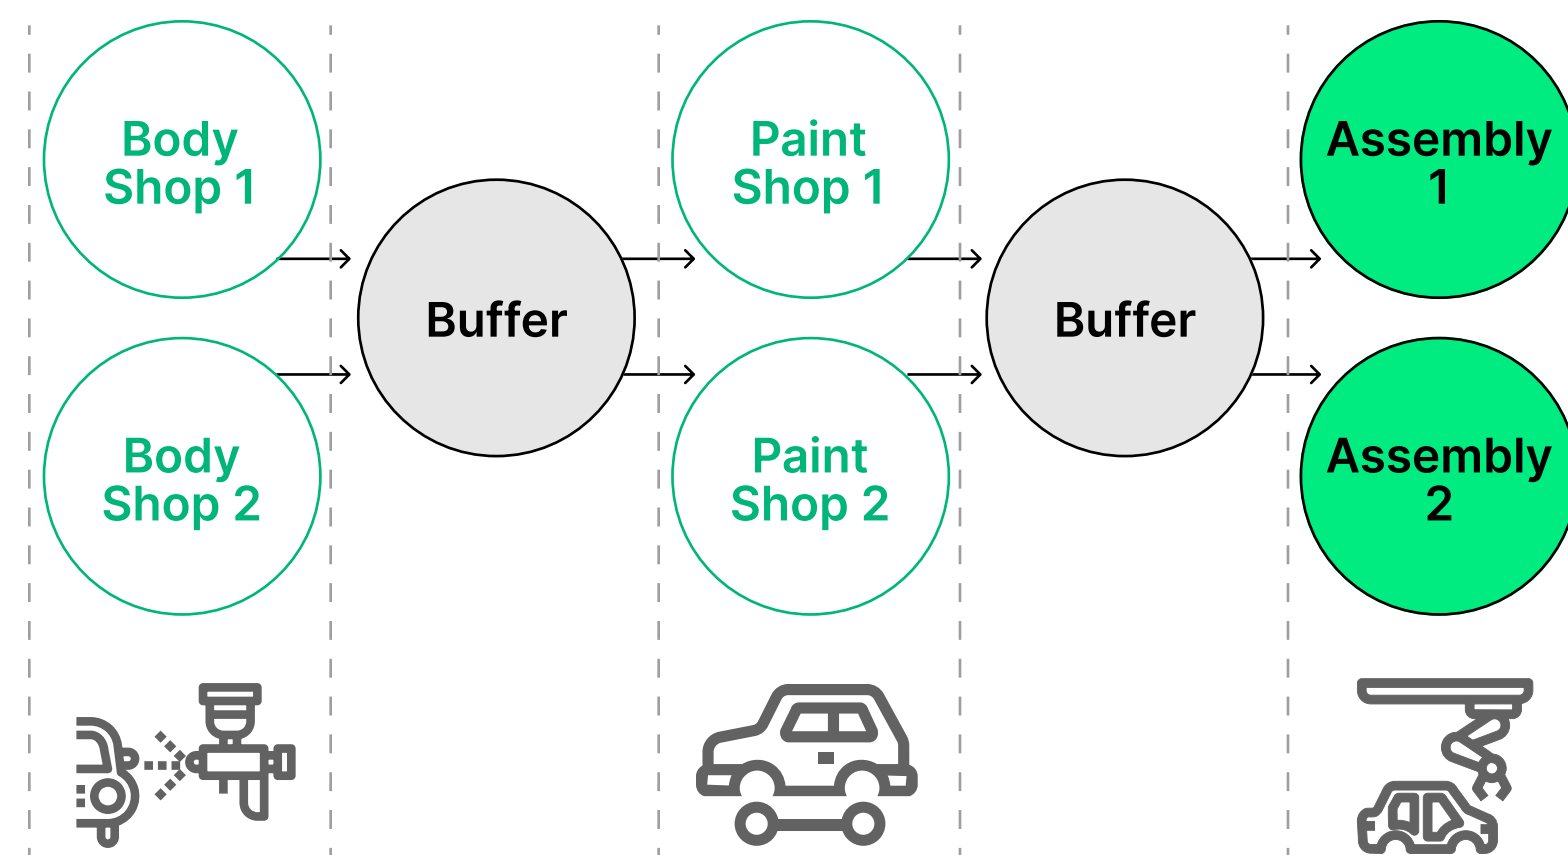 Body
Shop 1
Body
Shop 2
Buffer
Paint
Shop 1
Paint
Shop 2
Buffer
Assembly
1
Assembly
2